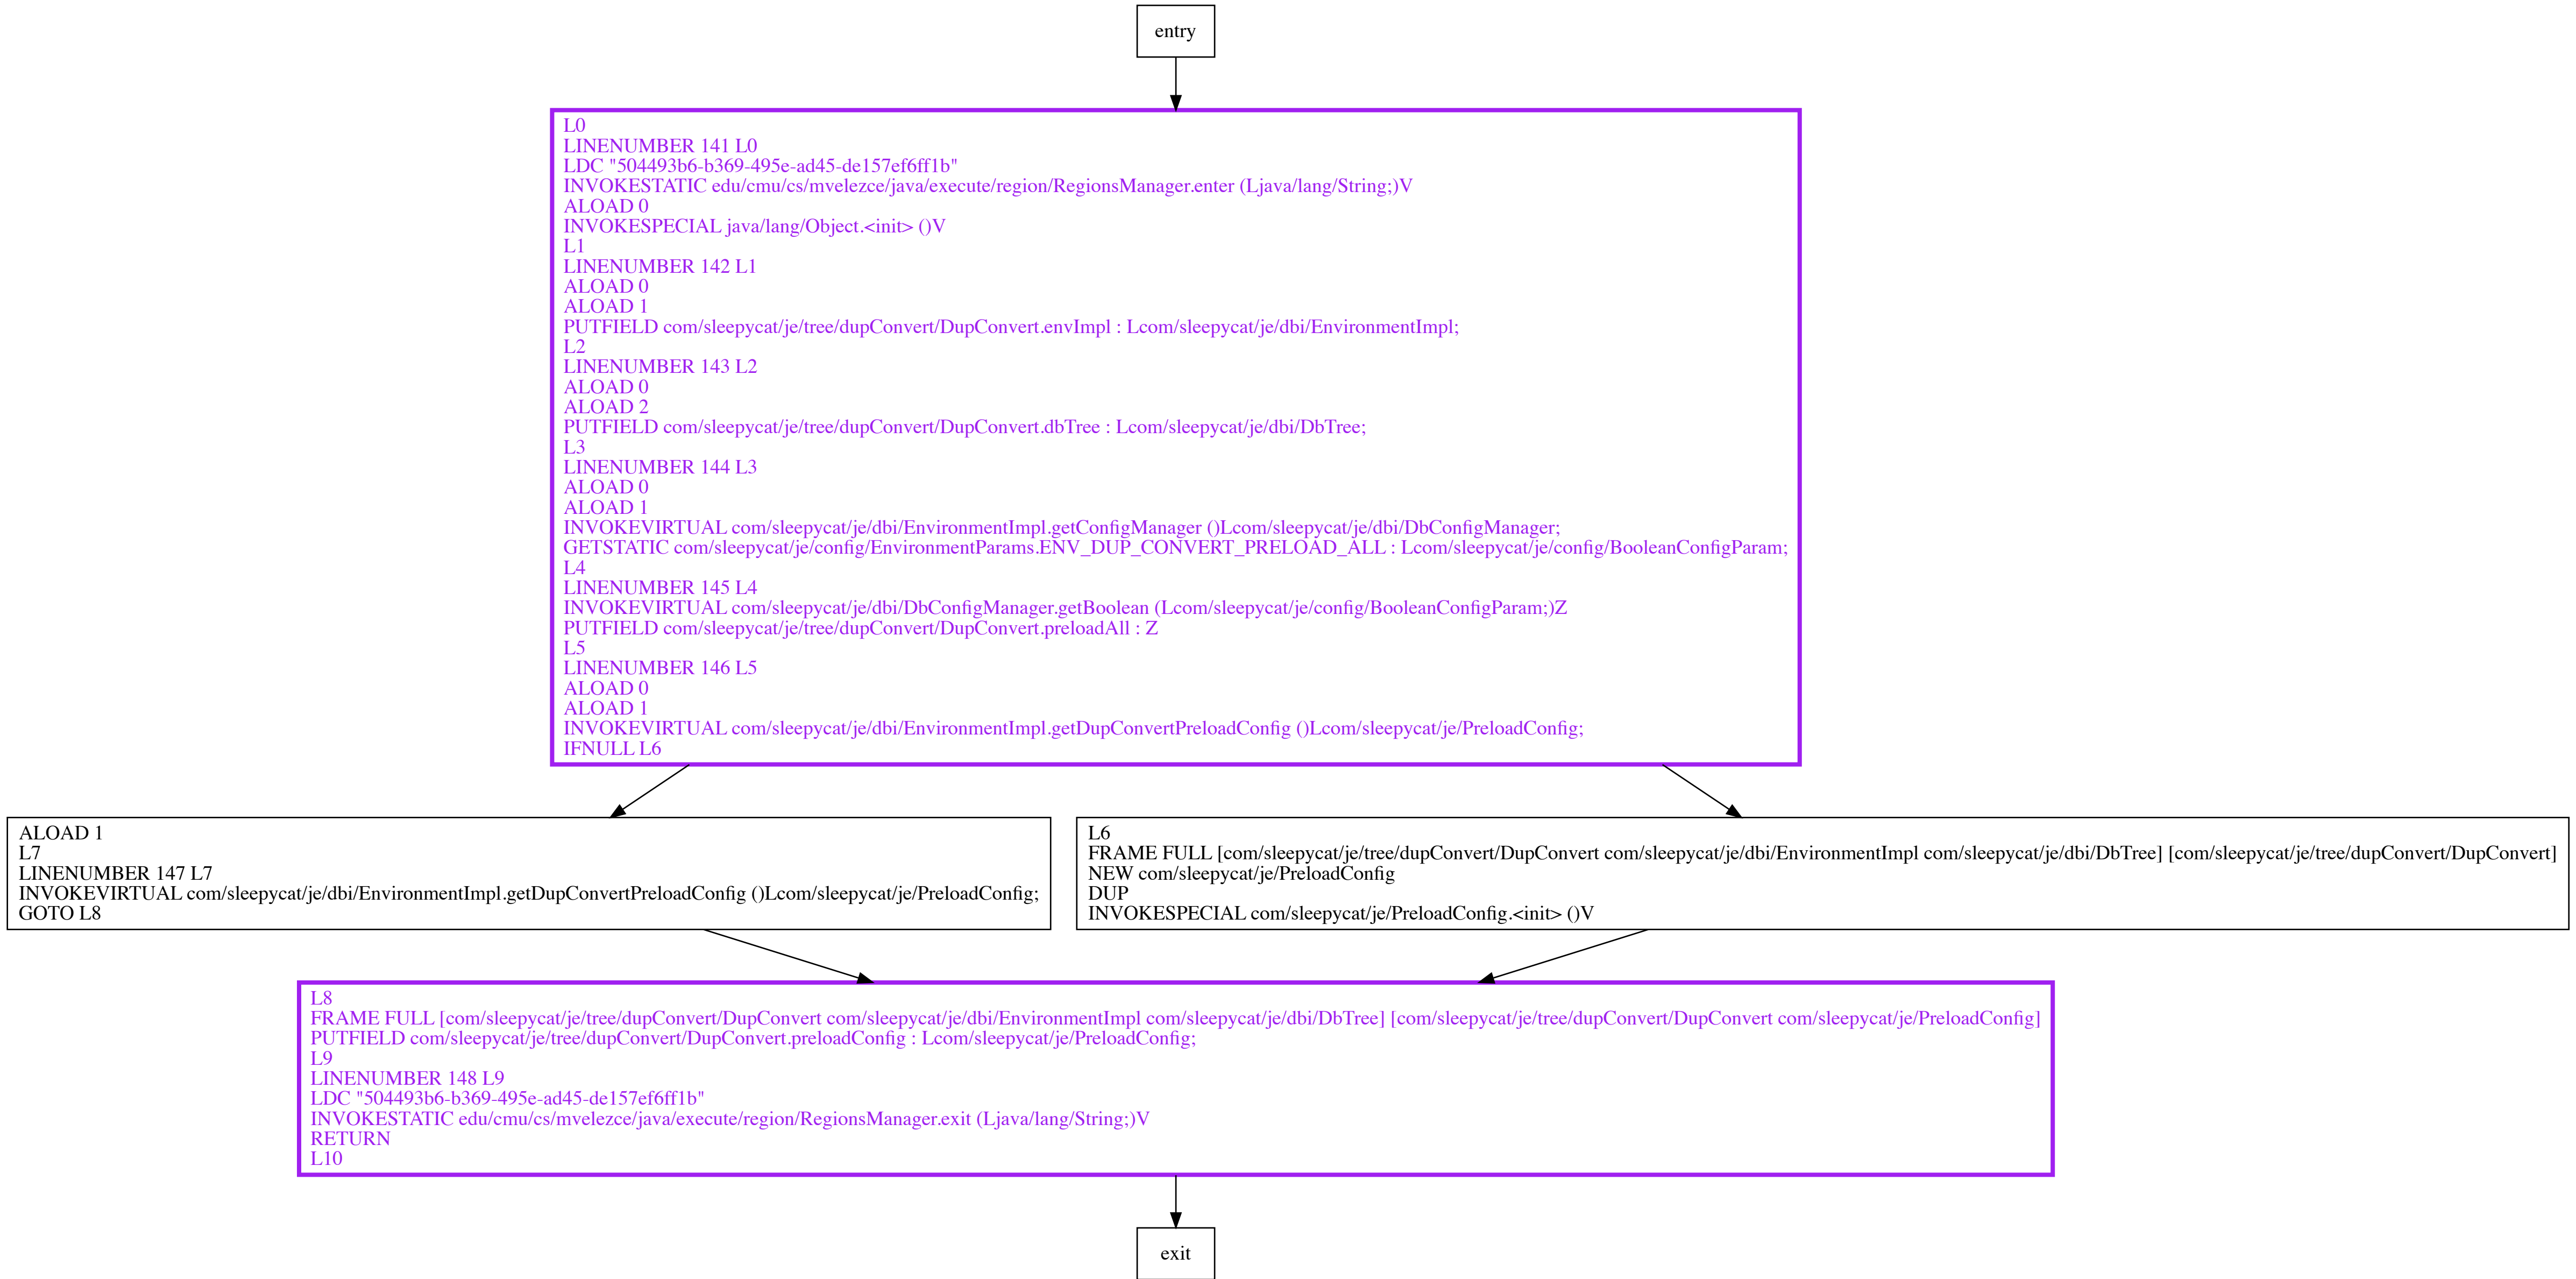 entry
L0
LINENUMBER 141 L0
LDC "504493b6-b369-495e-ad45-de157ef6ff1b"
INVOKESTATIC edu/cmu/cs/mvelezce/java/execute/region/RegionsManager.enter (Ljava/lang/String;)V
ALOAD 0
INVOKESPECIAL java/lang/Object.<init> ()V
L1
LINENUMBER 142 L1
ALOAD 0
ALOAD 1
PUTFIELD com/sleepycat/je/tree/dupConvert/DupConvert.envImpl : Lcom/sleepycat/je/dbi/EnvironmentImpl;
L2
LINENUMBER 143 L2
ALOAD 0
ALOAD 2
PUTFIELD com/sleepycat/je/tree/dupConvert/DupConvert.dbTree : Lcom/sleepycat/je/dbi/DbTree;
L3
LINENUMBER 144 L3
ALOAD 0
ALOAD 1
INVOKEVIRTUAL com/sleepycat/je/dbi/EnvironmentImpl.getConfigManager ()Lcom/sleepycat/je/dbi/DbConfigManager;
GETSTATIC com/sleepycat/je/config/EnvironmentParams.ENV_DUP_CONVERT_PRELOAD_ALL : Lcom/sleepycat/je/config/BooleanConfigParam;
L4
LINENUMBER 145 L4
INVOKEVIRTUAL com/sleepycat/je/dbi/DbConfigManager.getBoolean (Lcom/sleepycat/je/config/BooleanConfigParam;)Z
PUTFIELD com/sleepycat/je/tree/dupConvert/DupConvert.preloadAll : Z
L5
LINENUMBER 146 L5
ALOAD 0
ALOAD 1
INVOKEVIRTUAL com/sleepycat/je/dbi/EnvironmentImpl.getDupConvertPreloadConfig ()Lcom/sleepycat/je/PreloadConfig;
IFNULL L6
ALOAD 1
L7
LINENUMBER 147 L7
INVOKEVIRTUAL com/sleepycat/je/dbi/EnvironmentImpl.getDupConvertPreloadConfig ()Lcom/sleepycat/je/PreloadConfig;
GOTO L8
L6
FRAME FULL [com/sleepycat/je/tree/dupConvert/DupConvert com/sleepycat/je/dbi/EnvironmentImpl com/sleepycat/je/dbi/DbTree] [com/sleepycat/je/tree/dupConvert/DupConvert]
NEW com/sleepycat/je/PreloadConfig
DUP
INVOKESPECIAL com/sleepycat/je/PreloadConfig.<init> ()V
L8
FRAME FULL [com/sleepycat/je/tree/dupConvert/DupConvert com/sleepycat/je/dbi/EnvironmentImpl com/sleepycat/je/dbi/DbTree] [com/sleepycat/je/tree/dupConvert/DupConvert com/sleepycat/je/PreloadConfig]
PUTFIELD com/sleepycat/je/tree/dupConvert/DupConvert.preloadConfig : Lcom/sleepycat/je/PreloadConfig;
L9
LINENUMBER 148 L9
LDC "504493b6-b369-495e-ad45-de157ef6ff1b"
INVOKESTATIC edu/cmu/cs/mvelezce/java/execute/region/RegionsManager.exit (Ljava/lang/String;)V
RETURN
L10
exit